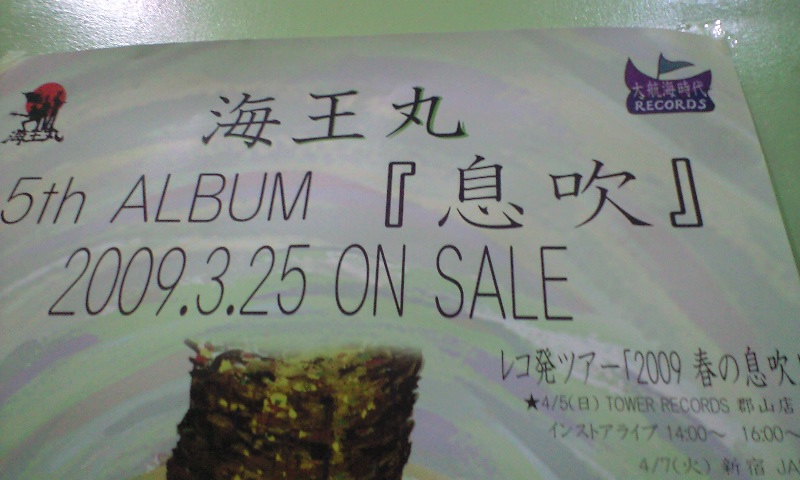 海王丸
大航海時代
RECORDS
海王丸
5th ALBUM 『息吹』
2009.3.25 ON SALE
レコ発ツアー「2009 春の息吹
★4/5(日) TOWER RECORDS 郡山店
インストアライブ 14:00〜 16:00〜
4/7(火) 新宿 JA